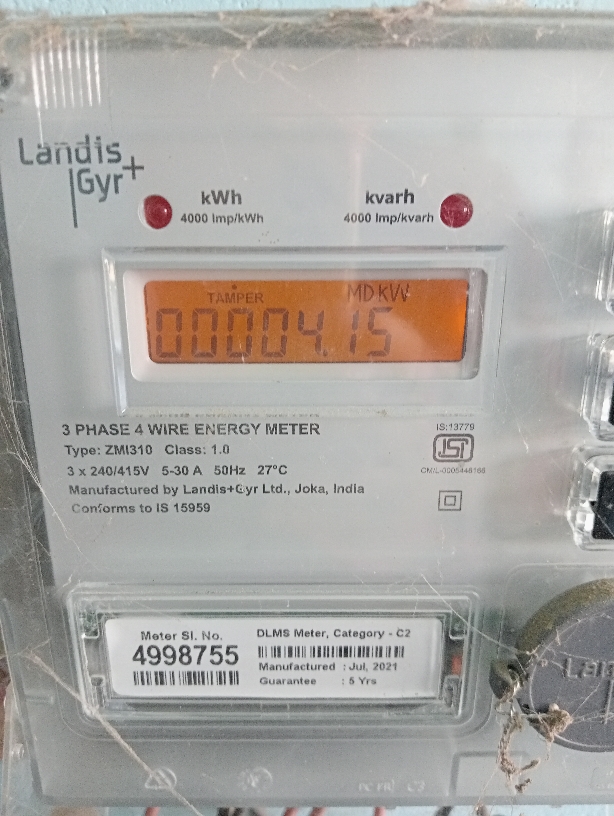 Landis
Gyr+
kWh
4000 Imp/kWh
kvarh
4000 Imp/kvarh
TAMPER
MD kW
000004.15
3 PHASE 4 WIRE ENERGY METER
Type: ZMI310 Class: 1.0
3 x 240/415V 5-30 A 50Hz 27°C
Manufactured by Landis+Gyr Ltd., Joka, India
Conforms to IS 15959
IS:13779
ISI
Meter Sl. No.
4998755
DLMS Meter, Category - C2
Manufactured : Jul, 2021
Guarantee : 5 Yrs